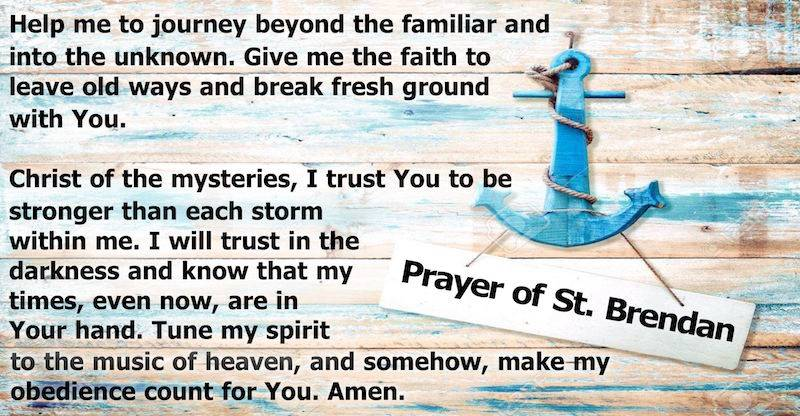 Help me to journey beyond the familiar and
into the unknown. Give me the faith to
leave old ways and break fresh ground
with You.
Christ of the mysteries, I trust You to be
stronger than each storm
within me. I will trust in the
darkness and know that my
times, even now, are in
Your hand. Tune my spirit
to the music of heaven, and somehow, make my
obedience count for You. Amen.
Prayer of St. Brendan